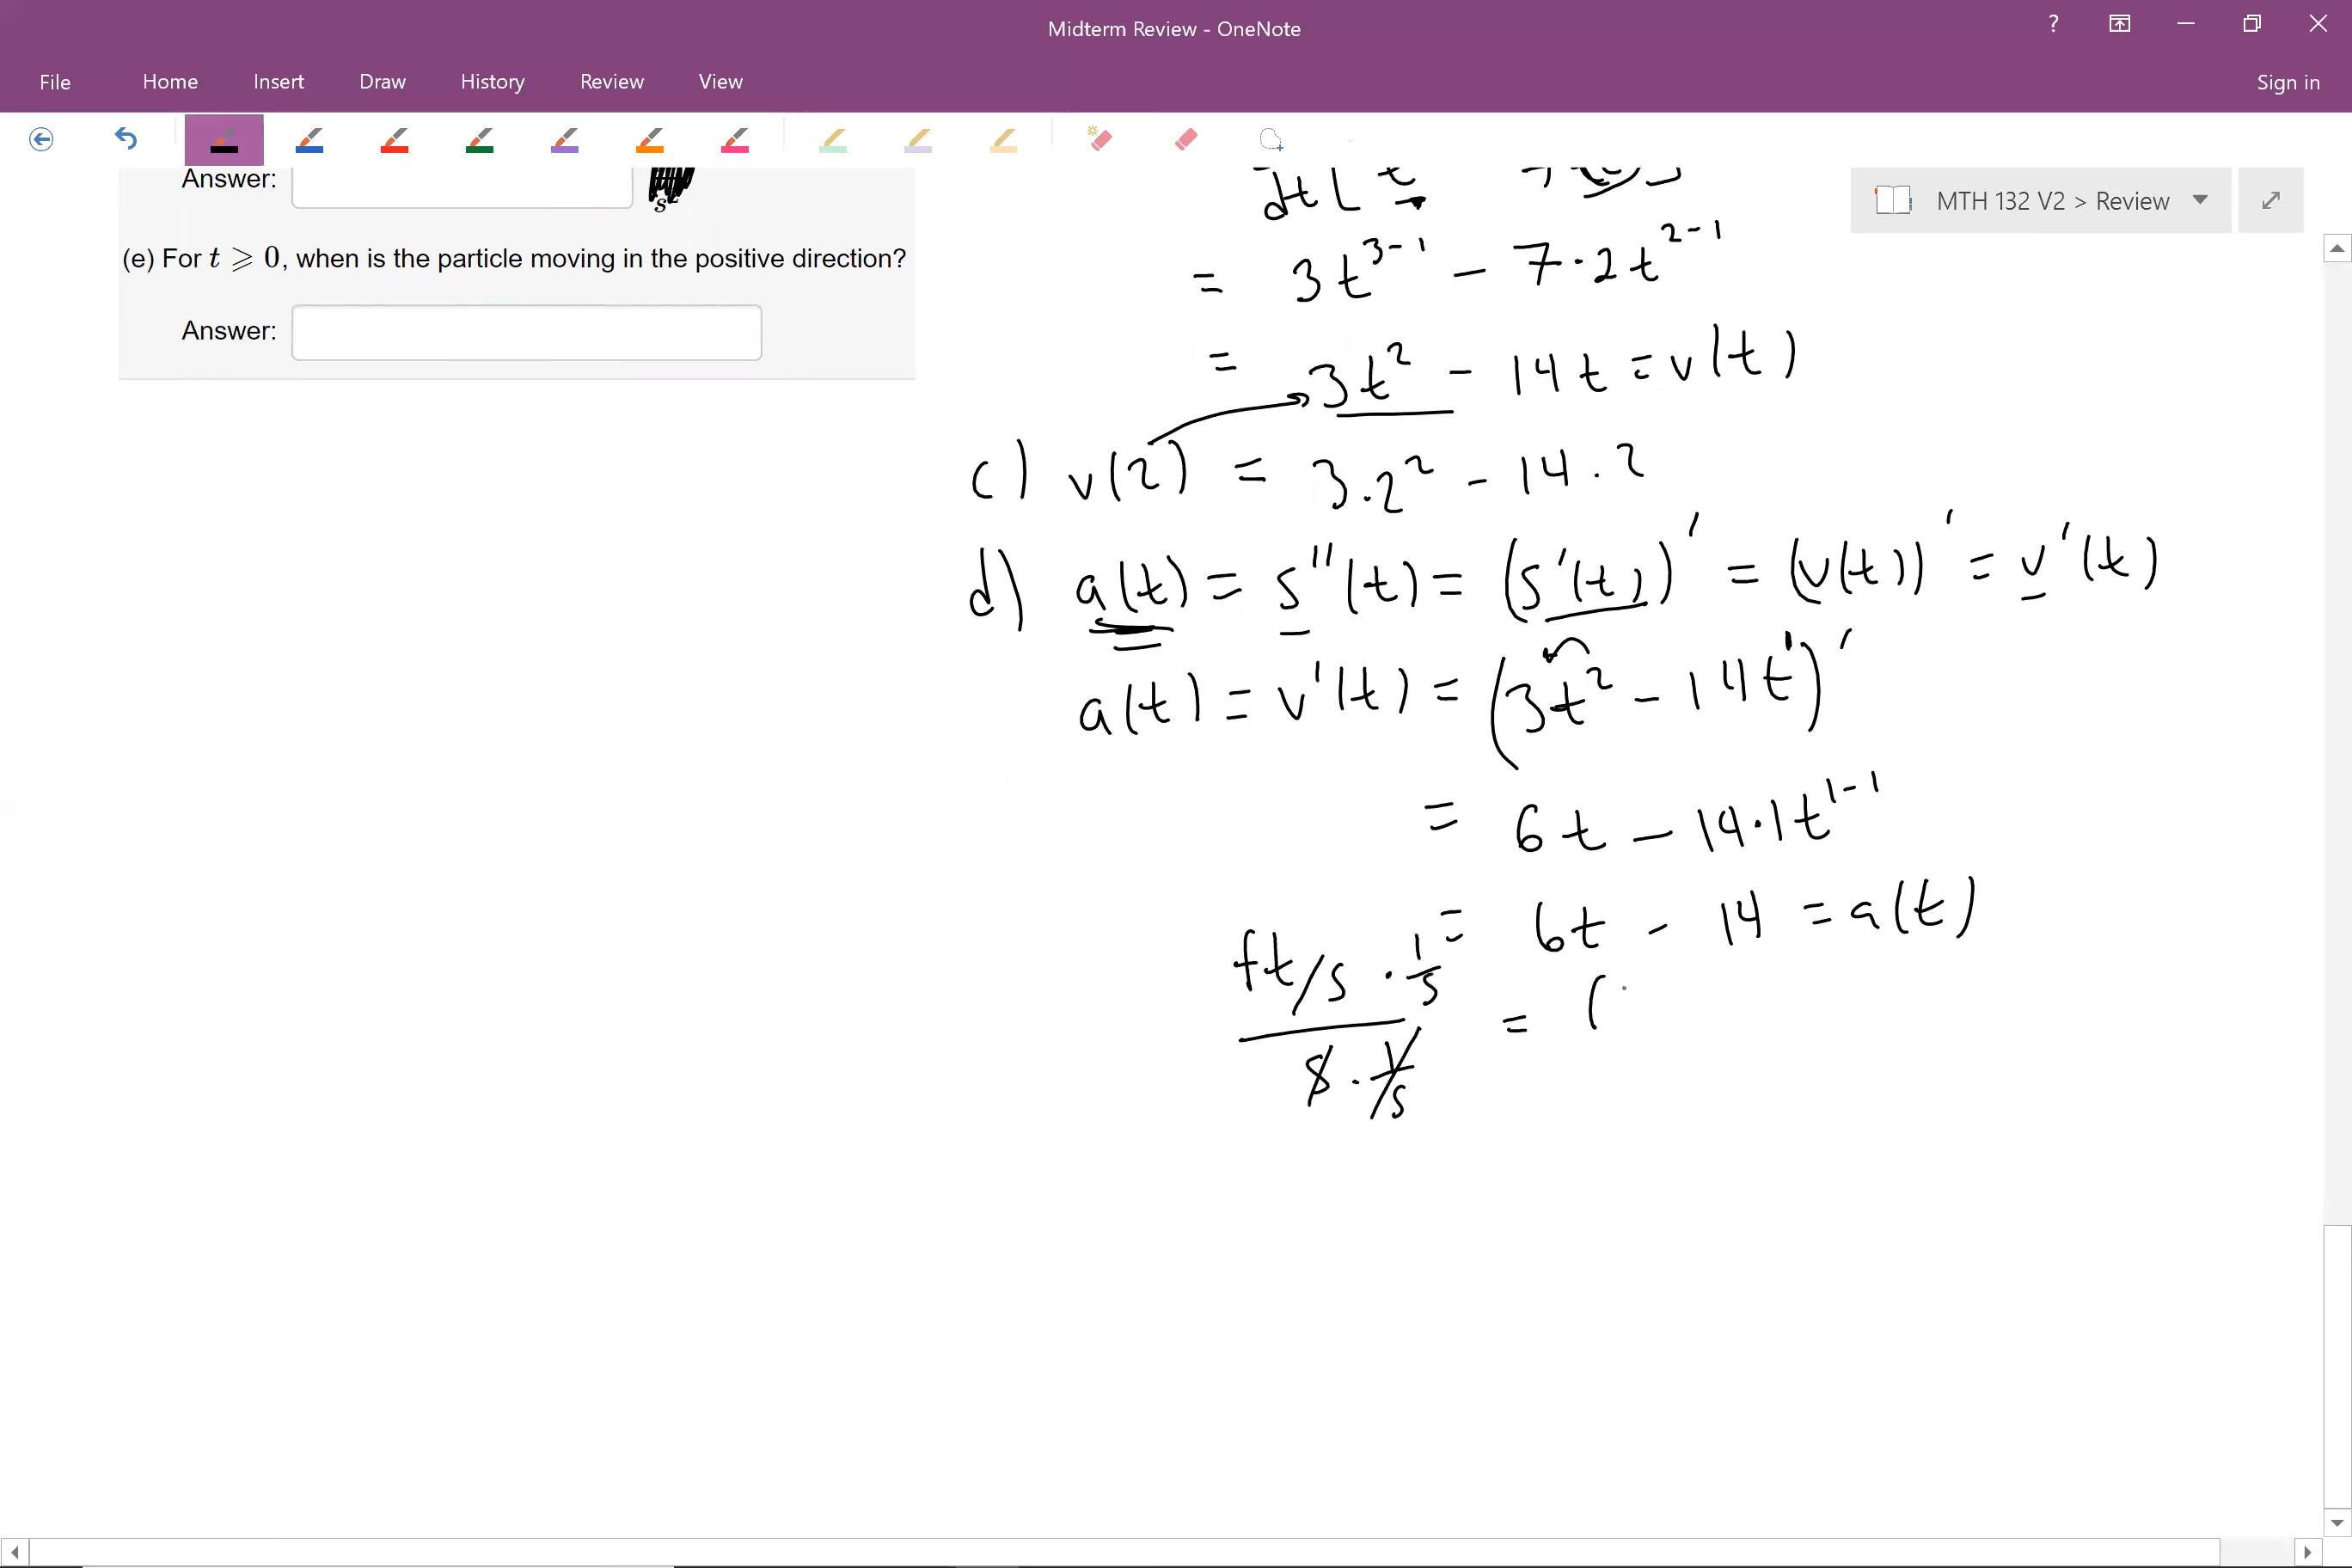 Midterm Review - OneNote
?
File Home Insert Draw History Review View
Sign in
MTH 132 V2 > Review
Answer:
(e) For t ⩾ 0, when is the particle moving in the positive direction?
Answer:
= 3t^{3-1} - 7·2t^{2-1}
= 3t² - 14t = v(t)
c) v(2) = 3·2² - 14·2
d) a(t) = s''(t) = (s'(t))' = (v(t))' = v'(t)
a(t) = v'(t) = (3t² - 14t¹)'
= 6t - 14·1t^{1-1}
= 6t - 14 = a(t)
ft/s · 1/s
s · 1/s
= (